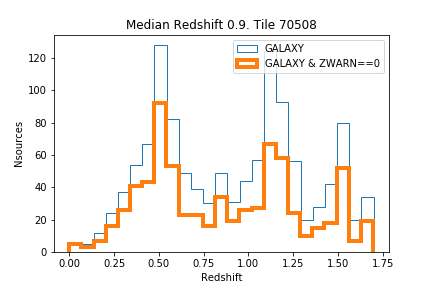 Median Redshift 0.9. Tile 70508
GALAXY
GALAXY & ZWARN==0
120
100
80
60
40
20
0
Nsources
0.00 0.25 0.50 0.75 1.00 1.25 1.50 1.75
Redshift